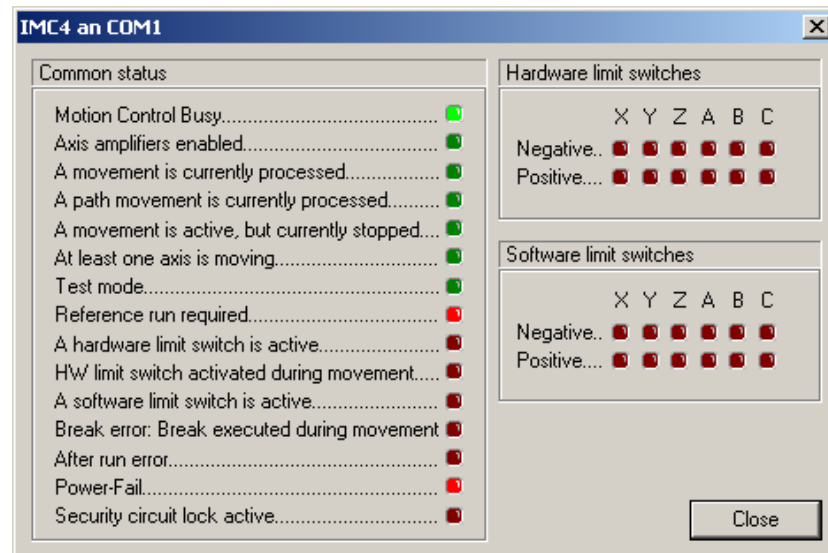 IMC4 an COM1
Common status
Motion Control Busy........................................
Axis amplifiers enabled....................................
A movement is currently processed.................
A path movement is currently processed.........
A movement is active, but currently stopped....
At least one axis is moving..............................
Test mode......................................................
Reference run required...................................
A hardware limit switch is active......................
HW limit switch activated during movement.....
A software limit switch is active.......................
Break error: Break executed during movement
After run error.................................................
Power-Fail......................................................
Security circuit lock active..............................
Hardware limit switches
X Y Z A B C
Negative..
Positive....
Software limit switches
X Y Z A B C
Negative..
Positive....
Close